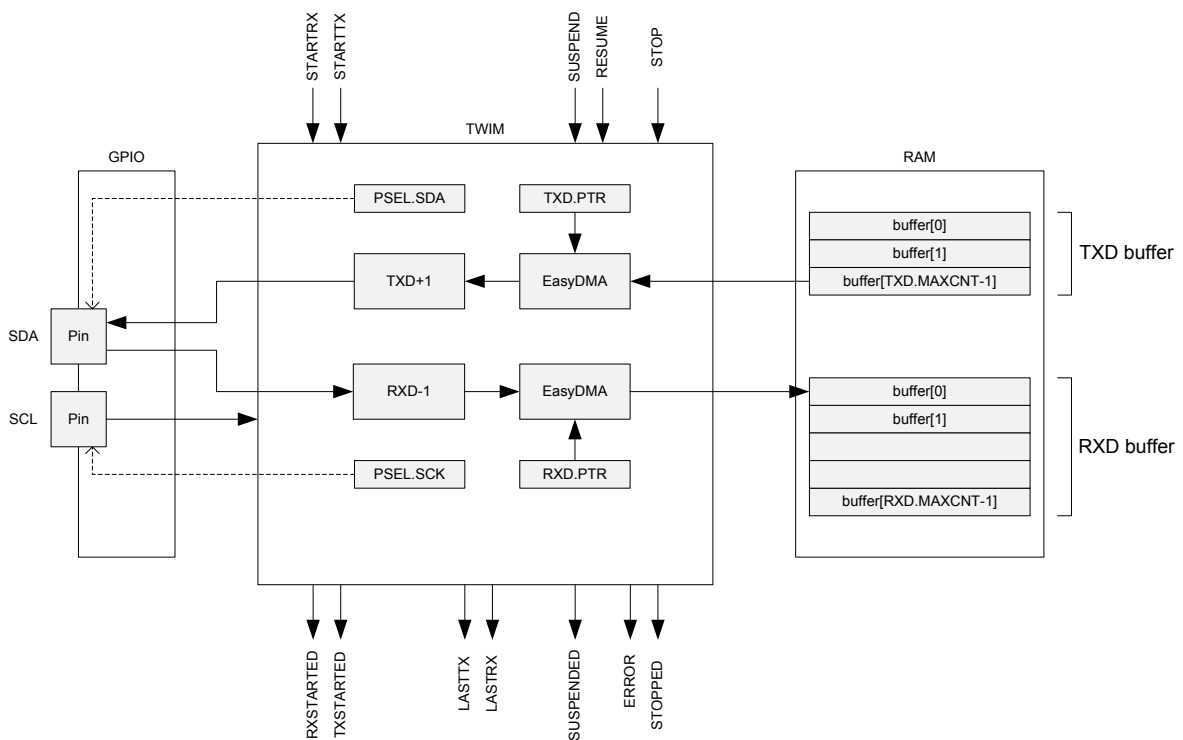 STARTRX
STARTTX
SUSPEND
RESUME
STOP
TWIM
GPIO
RAM
PSEL.SDA
TXD.PTR
buffer[0]
buffer[1]
TXD buffer
TXD+1
EasyDMA
buffer[TXD.MAXCNT-1]
SDA
Pin
RXD-1
EasyDMA
buffer[0]
SCL
Pin
buffer[1]
RXD buffer
PSEL.SCK
RXD.PTR
buffer[RXD.MAXCNT-1]
RXSTARTED
TXSTARTED
LASTTX
LASTRX
SUSPENDED
ERROR
STOPPED